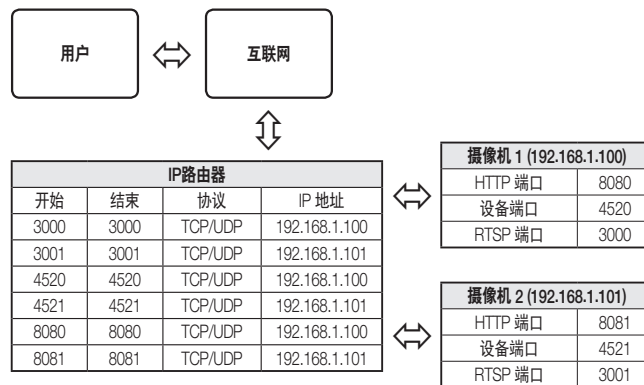 用户
互联网
IP路由器
开始 结束 协议 IP 地址
3000 3000 TCP/UDP 192.168.1.100
3001 3001 TCP/UDP 192.168.1.101
4520 4520 TCP/UDP 192.168.1.100
4521 4521 TCP/UDP 192.168.1.101
8080 8080 TCP/UDP 192.168.1.100
8081 8081 TCP/UDP 192.168.1.101
摄像机 1 (192.168.1.100)
HTTP 端口 8080
设备端口 4520
RTSP 端口 3000
摄像机 2 (192.168.1.101)
HTTP 端口 8081
设备端口 4521
RTSP 端口 3001